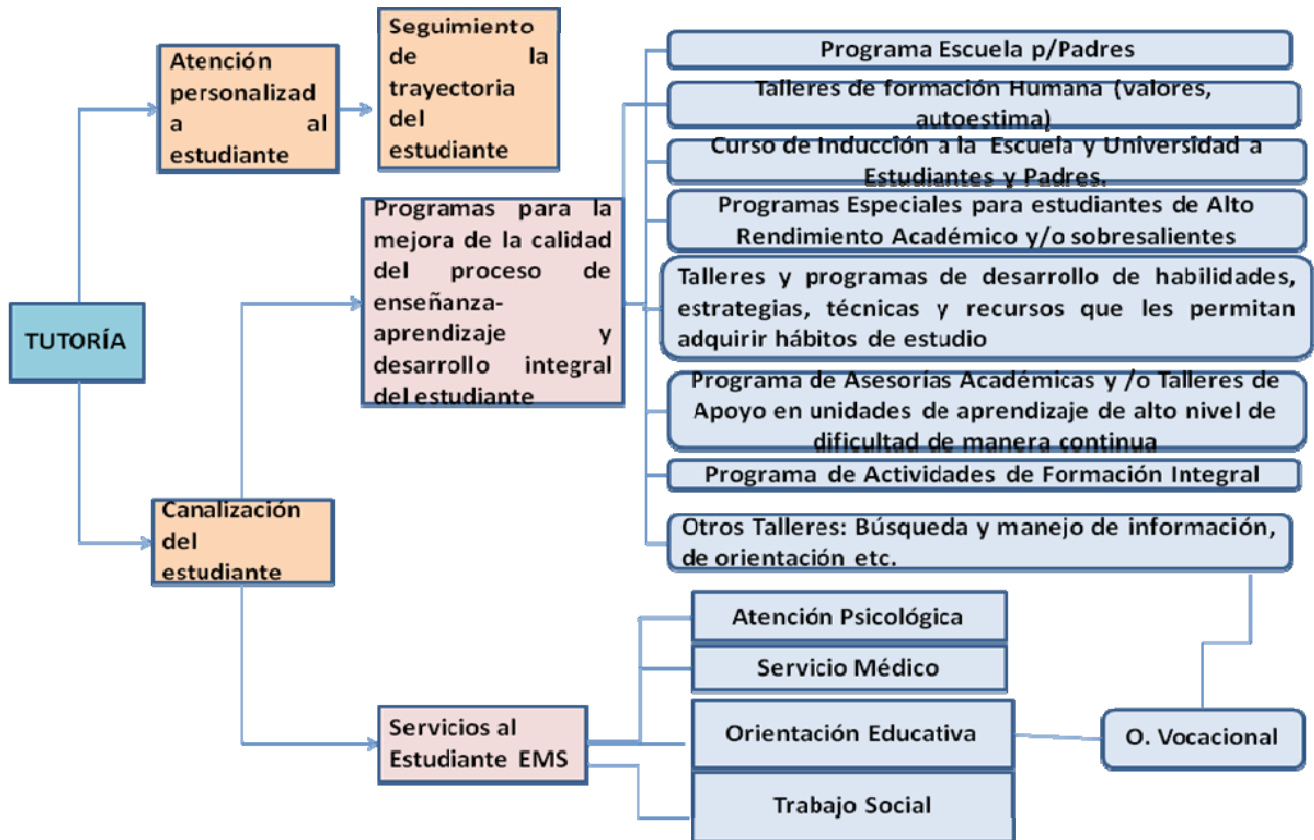 TUTORÍA
Atención
personalizad
a al
estudiante
Seguimiento
de la
trayectoria
del
estudiante
Canalización
del
estudiante
Programas para la
mejora de la calidad
del proceso de
enseñanza-
aprendizaje y
desarrollo integral
del estudiante
Programa Escuela p/Padres
Talleres de formación Humana (valores,
autoestima)
Curso de Inducción a la Escuela y Universidad a
Estudiantes y Padres.
Programas Especiales para estudiantes de Alto
Rendimiento Académico y/o sobresalientes
Talleres y programas de desarrollo de habilidades,
estrategias, técnicas y recursos que les permitan
adquirir hábitos de estudio
Programa de Asesorías Académicas y /o Talleres de
Apoyo en unidades de aprendizaje de alto nivel de
dificultad de manera continua
Programa de Actividades de Formación Integral
Otros Talleres: Búsqueda y manejo de información,
de orientación etc.
Servicios al
Estudiante EMS
Atención Psicológica
Servicio Médico
Orientación Educativa
Trabajo Social
O. Vocacional